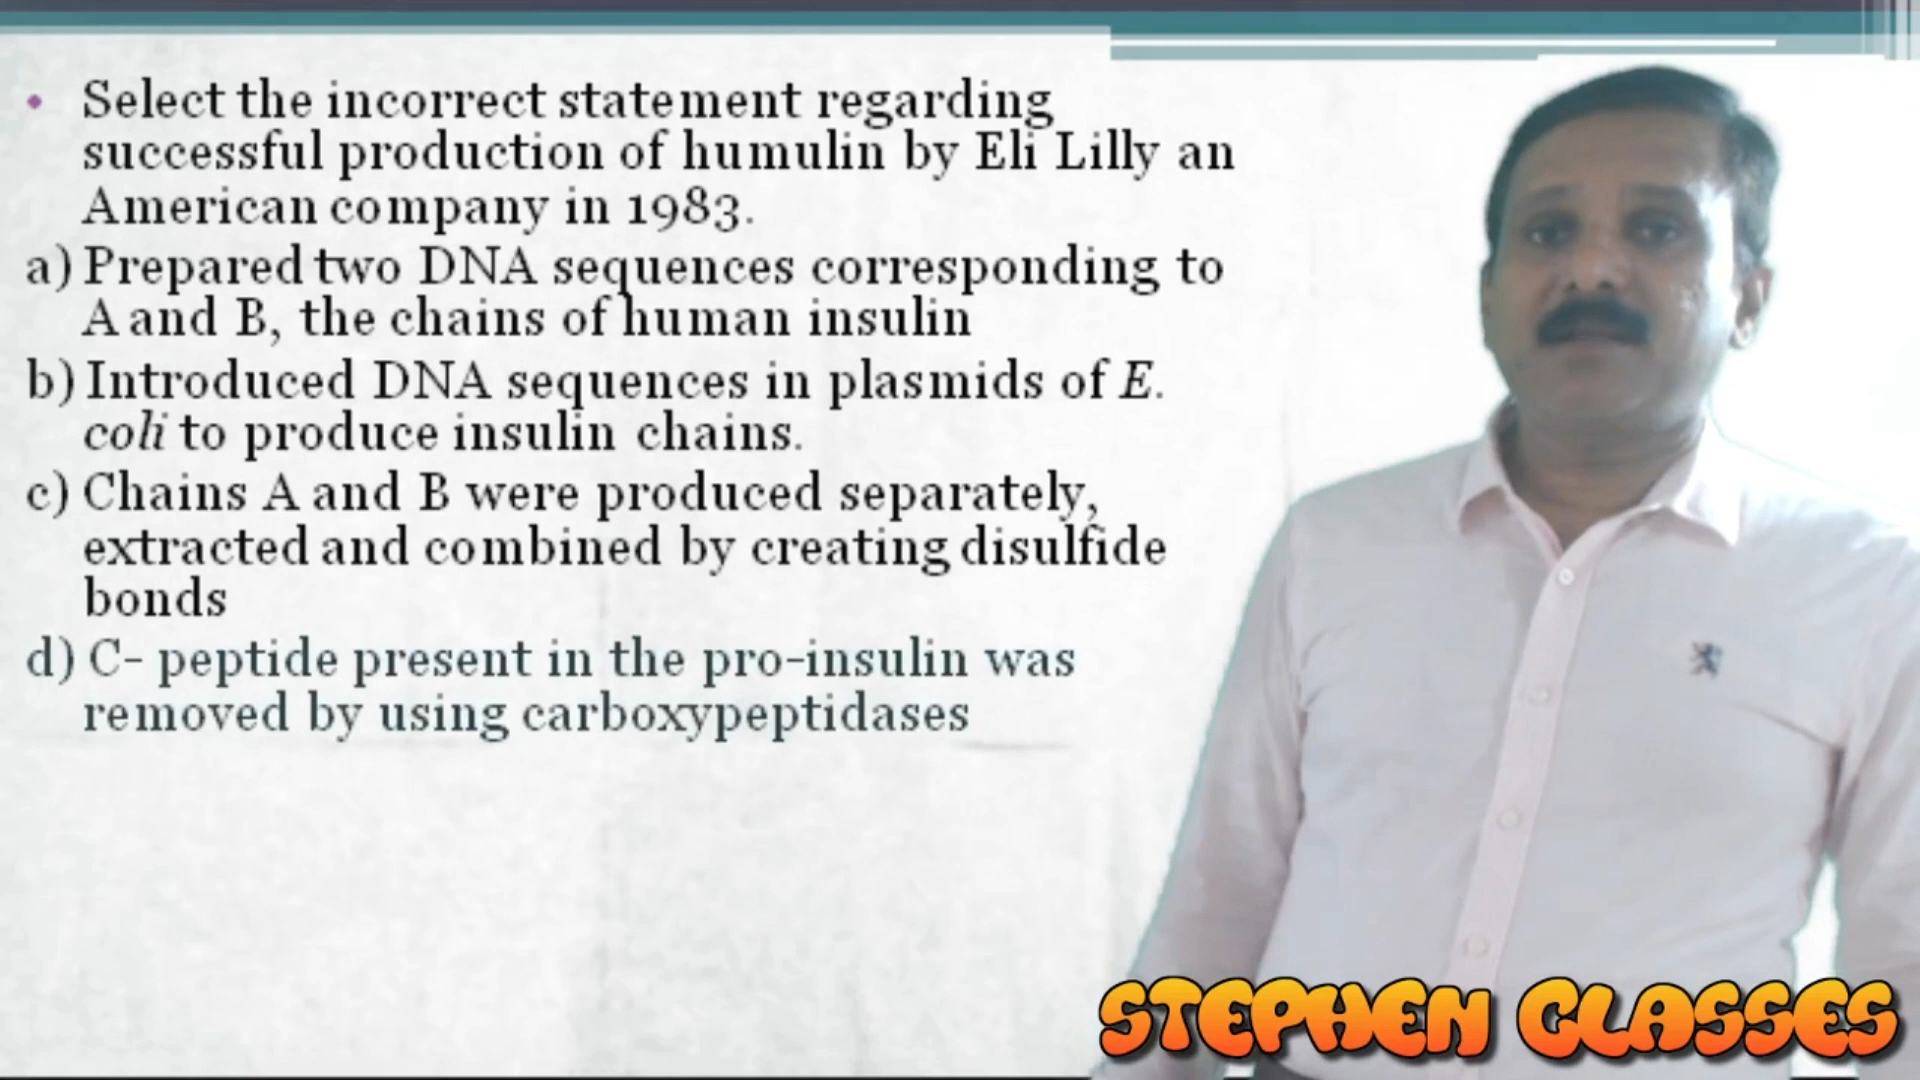 • Select the incorrect statement regarding
successful production of humulin by Eli Lilly an
American company in 1983.
a) Prepared two DNA sequences corresponding to
A and B, the chains of human insulin
b) Introduced DNA sequences in plasmids of E.
coli to produce insulin chains.
c) Chains A and B were produced separately,
extracted and combined by creating disulfide
bonds
d) C- peptide present in the pro-insulin was
removed by using carboxypeptidases
STEPHEN CLASSES